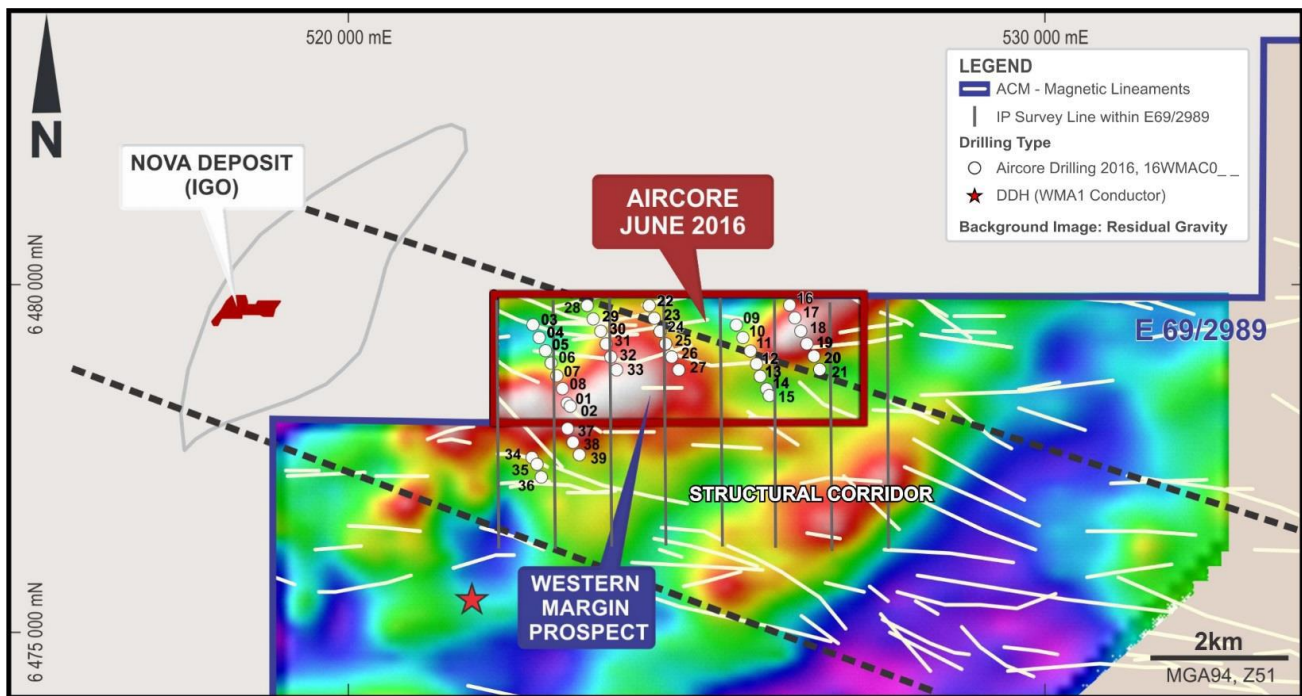 520 000 mE
530 000 mE
LEGEND
ACM - Magnetic Lineaments
IP Survey Line within E69/2989
Drilling Type
Aircore Drilling 2016, 16WMAC0_ _
DDH (WMA1 Conductor)
Background Image: Residual Gravity
N
NOVA DEPOSIT
(IGO)
AIRCORE
JUNE 2016
6 480 000 mN
E 69/2989
28
29
30
31
32
33
22
23
24
25
26
27
16
17
18
19
20
21
09
10
11
12
13
14
15
03
04
05
06
07
08
01
02
37
38
39
34
35
36
STRUCTURAL CORRIDOR
WESTERN
MARGIN
PROSPECT
6 475 000 mN
2km
MGA94, Z51